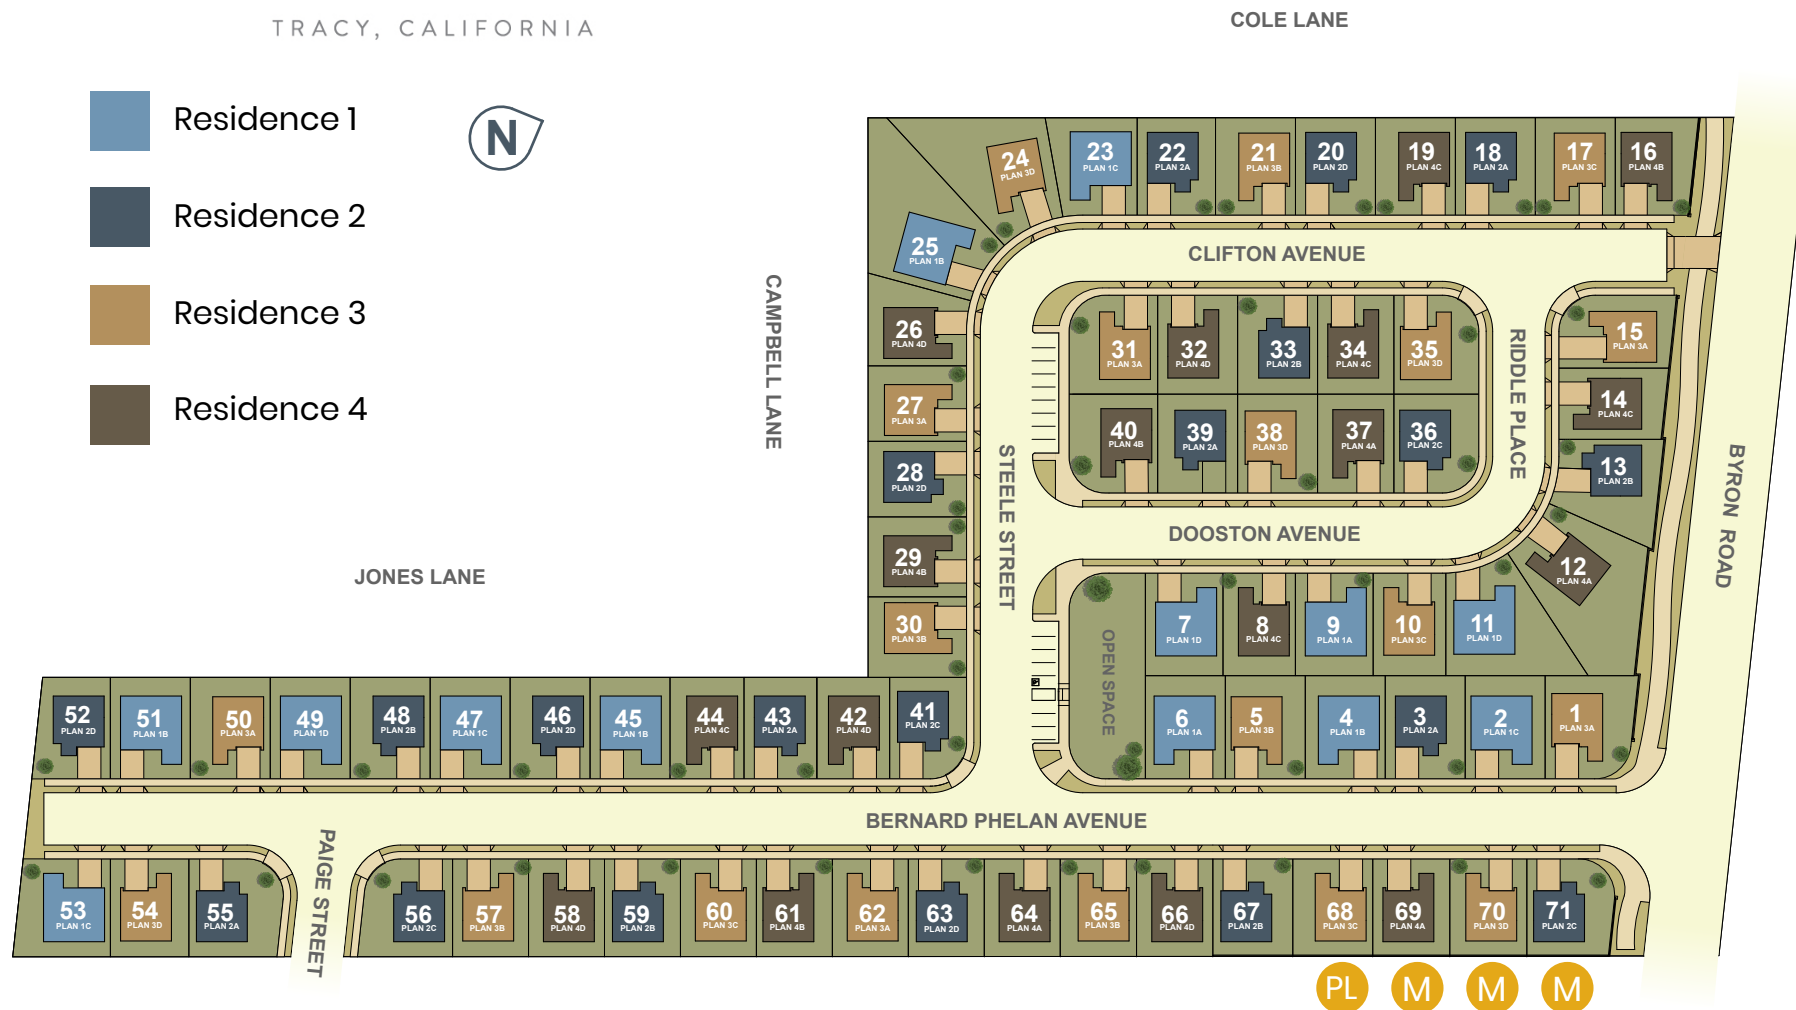 TRACY, CALIFORNIA
COLE LANE
Residence 1
Residence 2
Residence 3
Residence 4
N
24
PLAN 3D
23
PLAN 1C
22
PLAN 2A
21
PLAN 3B
20
PLAN 2D
19
PLAN 4C
18
PLAN 2A
17
PLAN 3C
16
PLAN 4B
25
PLAN 1B
CLIFTON AVENUE
CAMPBELL LANE
26
PLAN 4D
31
PLAN 3A
32
PLAN 4D
33
PLAN 2B
34
PLAN 4C
35
PLAN 3D
RIDDLE PLACE
15
PLAN 3A
27
PLAN 3A
14
PLAN 4C
40
PLAN 4B
39
PLAN 2A
38
PLAN 3D
37
PLAN 4A
36
PLAN 2C
28
PLAN 2D
STEELE STREET
13
PLAN 2B
BYRON ROAD
DOOSTON AVENUE
29
PLAN 4B
12
PLAN 4A
JONES LANE
30
PLAN 3B
OPEN SPACE
7
PLAN 1D
8
PLAN 4C
9
PLAN 1A
10
PLAN 3C
11
PLAN 1D
52
PLAN 2D
51
PLAN 1B
50
PLAN 3A
49
PLAN 1D
48
PLAN 2B
47
PLAN 1C
46
PLAN 2D
45
PLAN 1B
44
PLAN 4C
43
PLAN 2A
42
PLAN 4D
41
PLAN 2C
6
PLAN 1A
5
PLAN 3B
4
PLAN 1B
3
PLAN 2A
2
PLAN 1C
1
PLAN 3A
BERNARD PHELAN AVENUE
PAIGE STREET
53
PLAN 1C
54
PLAN 3D
55
PLAN 2A
56
PLAN 2C
57
PLAN 3B
58
PLAN 4D
59
PLAN 2B
60
PLAN 3C
61
PLAN 4B
62
PLAN 3A
63
PLAN 2D
64
PLAN 4A
65
PLAN 3B
66
PLAN 4D
67
PLAN 2B
68
PLAN 3C
69
PLAN 4A
70
PLAN 3D
71
PLAN 2C
PL
M
M
M